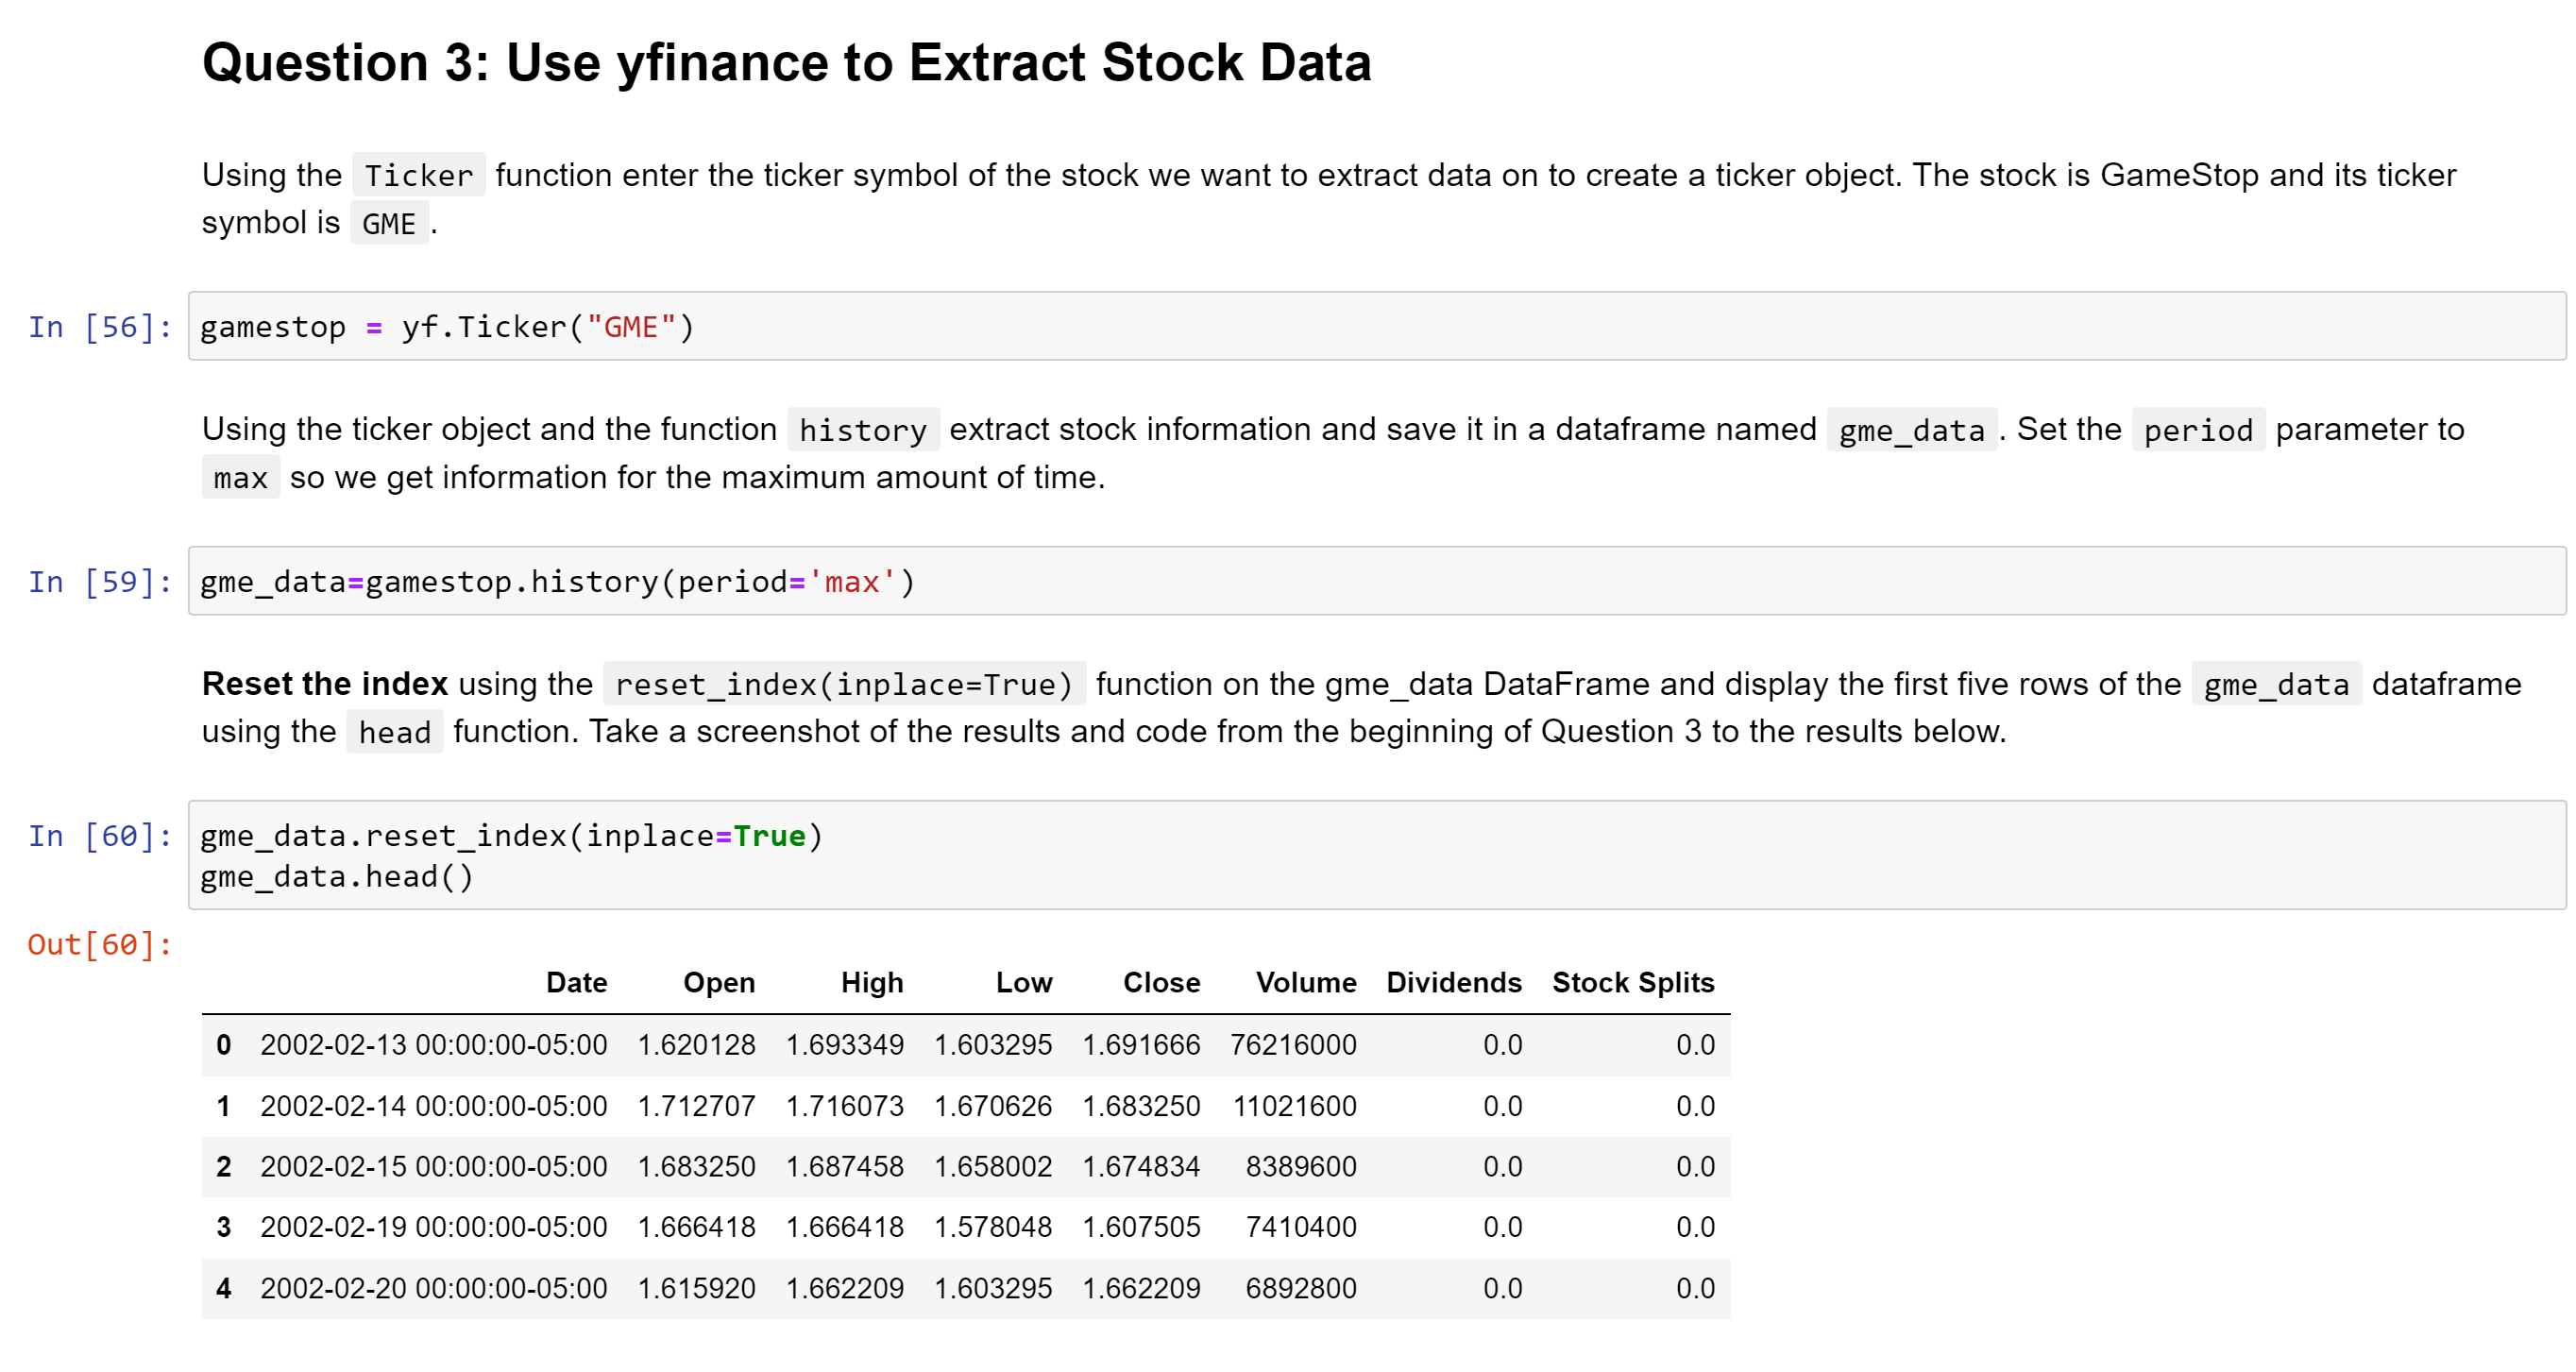 Question 3: Use yfinance to Extract Stock Data
Using the Ticker function enter the ticker symbol of the stock we want to extract data on to create a ticker object. The stock is GameStop and its ticker
symbol is GME .
In [56]: gamestop = yf.Ticker("GME")
Using the ticker object and the function history extract stock information and save it in a dataframe named gme_data . Set the period parameter to
max so we get information for the maximum amount of time.
In [59]: gme_data=gamestop.history(period='max')
Reset the index using the reset_index(inplace=True) function on the gme_data DataFrame and display the first five rows of the gme_data dataframe
using the head function. Take a screenshot of the results and code from the beginning of Question 3 to the results below.
In [60]: gme_data.reset_index(inplace=True)
gme_data.head()
Out[60]:
Date Open High Low Close Volume Dividends Stock Splits
0 2002-02-13 00:00:00-05:00 1.620128 1.693349 1.603295 1.691666 76216000 0.0 0.0
1 2002-02-14 00:00:00-05:00 1.712707 1.716073 1.670626 1.683250 11021600 0.0 0.0
2 2002-02-15 00:00:00-05:00 1.683250 1.687458 1.658002 1.674834 8389600 0.0 0.0
3 2002-02-19 00:00:00-05:00 1.666418 1.666418 1.578048 1.607505 7410400 0.0 0.0
4 2002-02-20 00:00:00-05:00 1.615920 1.662209 1.603295 1.662209 6892800 0.0 0.0